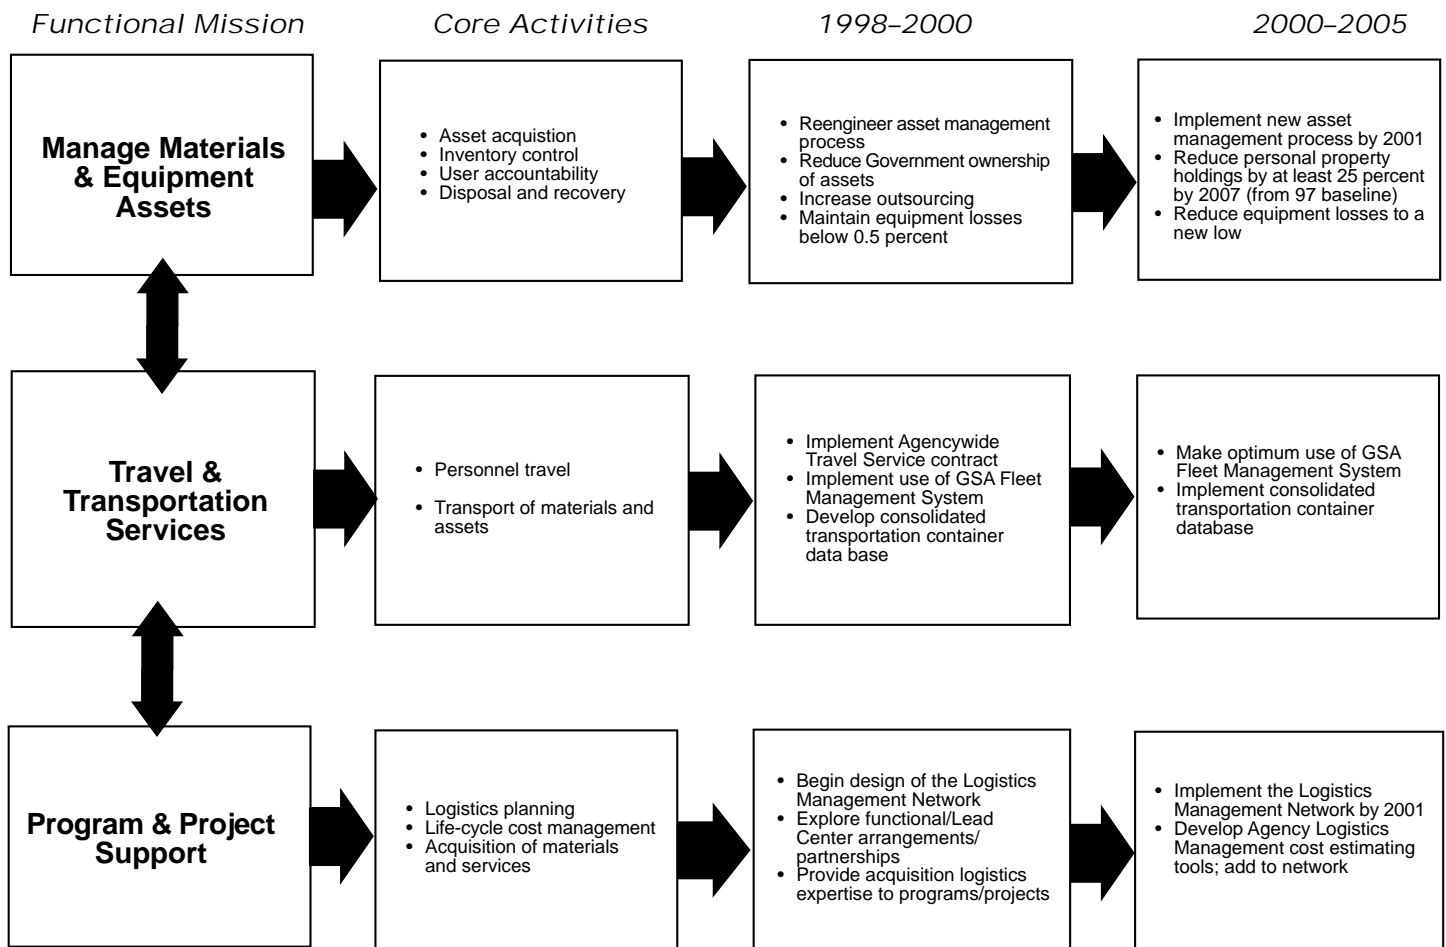 Functional Mission
Core Activities
1998–2000
2000–2005
Manage Materials
& Equipment
Assets
• Asset acquistion
• Inventory control
• User accountability
• Disposal and recovery
• Reengineer asset management
process
• Reduce Government ownership
of assets
• Increase outsourcing
• Maintain equipment losses
below 0.5 percent
• Implement new asset
management process by 2001
• Reduce personal property
holdings by at least 25 percent
by 2007 (from 97 baseline)
• Reduce equipment losses to a
new low
Travel &
Transportation
Services
• Personnel travel
• Transport of materials and
assets
• Implement Agencywide
Travel Service contract
• Implement use of GSA Fleet
Management System
• Develop consolidated
transportation container
data base
• Make optimum use of GSA
Fleet Management System
• Implement consolidated
transportation container
database
Program & Project
Support
• Logistics planning
• Life-cycle cost management
• Acquisition of materials
and services
• Begin design of the Logistics
Management Network
• Explore functional/Lead
Center arrangements/
partnerships
• Provide acquisition logistics
expertise to programs/projects
• Implement the Logistics
Management Network by 2001
• Develop Agency Logistics
Management cost estimating
tools; add to network